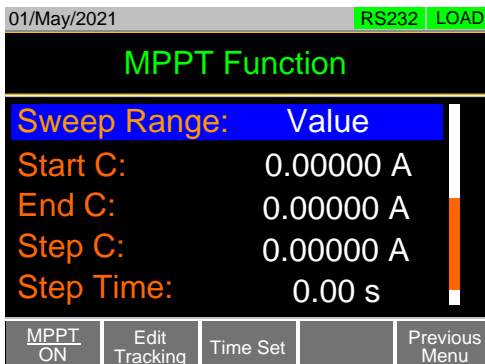 01/May/2021 RS232 LOAD
MPPT Function
Sweep Range: Value
Start C: 0.00000 A
End C: 0.00000 A
Step C: 0.00000 A
Step Time: 0.00 s
MPPT Edit Time Set Previous
ON Tracking Menu